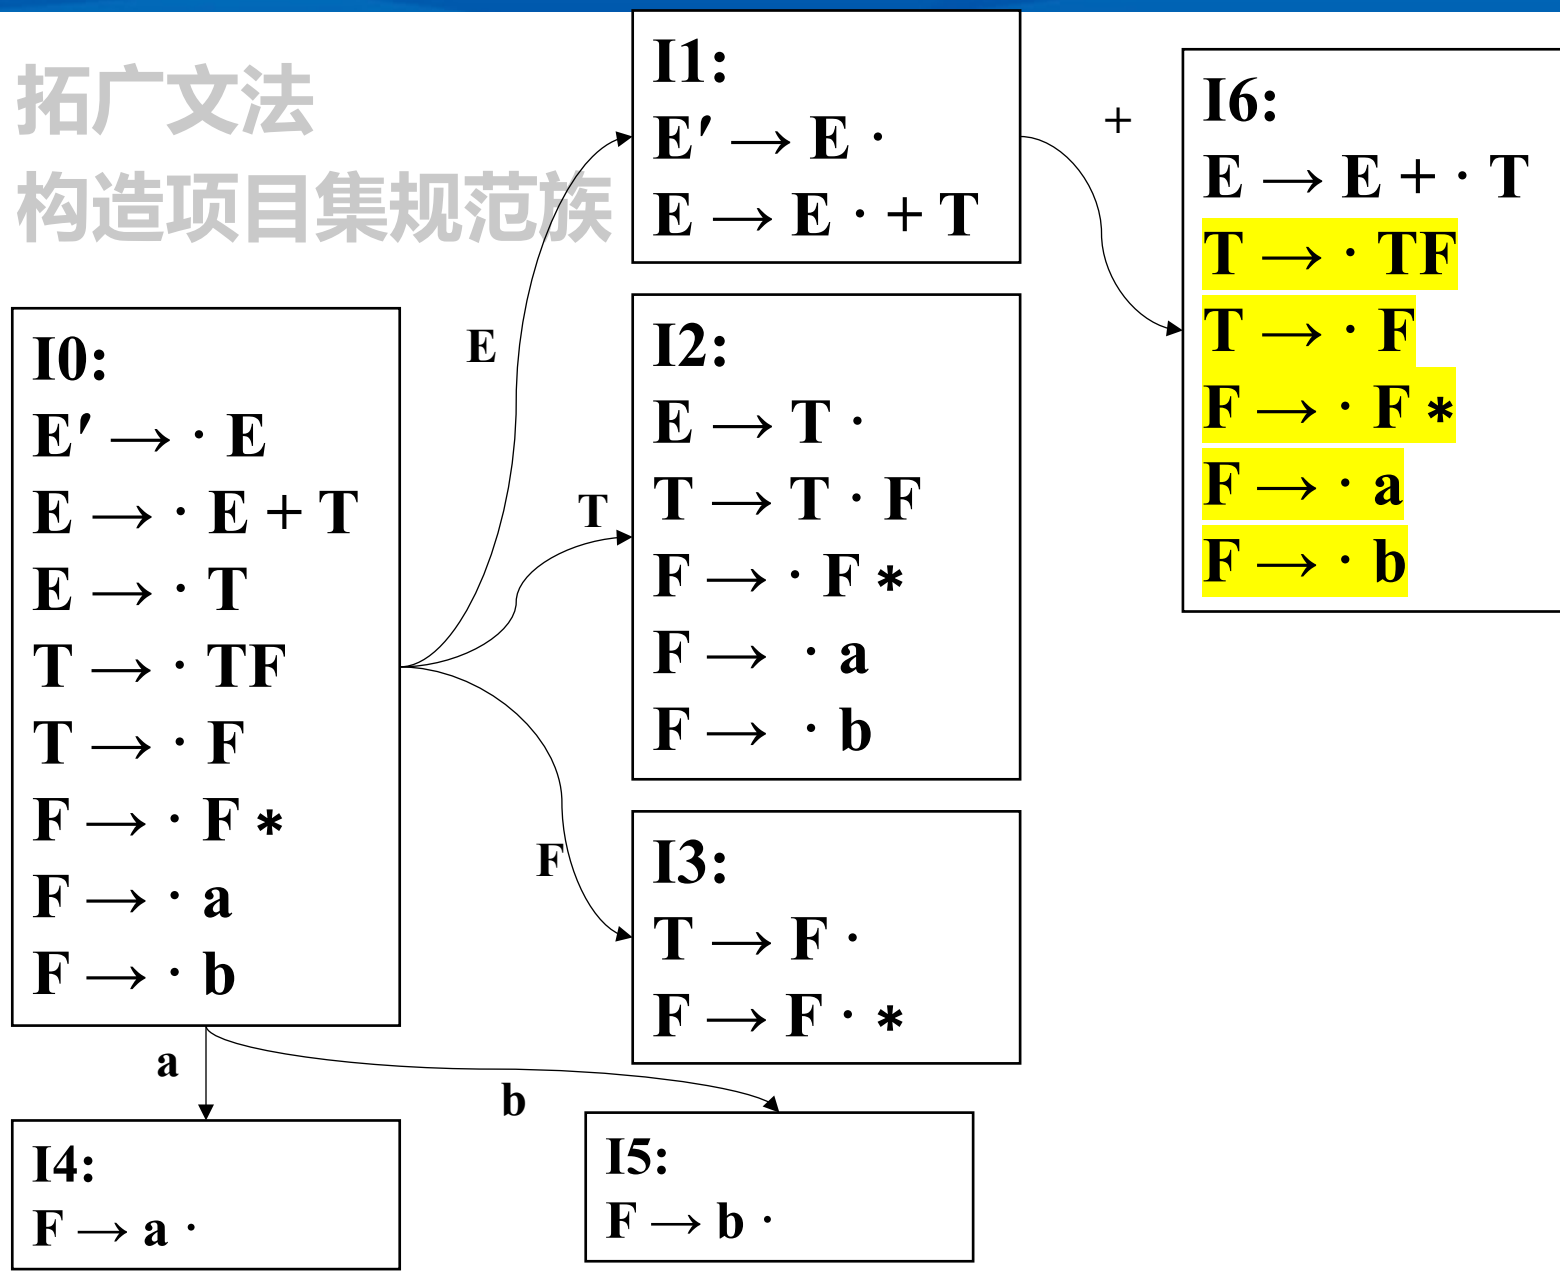 拓广文法
构造项目集规范族
I0:
E′ → · E
E → · E + T
E → · T
T → · TF
T → · F
F → · F *
F → · a
F → · b
E
T
F
a
b
I1:
E′ → E ·
E → E · + T
I2:
E → T ·
T → T · F
F → · F *
F → · a
F → · b
I3:
T → F ·
F → F · *
I4:
F → a ·
I5:
F → b ·
+
I6:
E → E + · T
T → · TF
T → · F
F → · F *
F → · a
F → · b